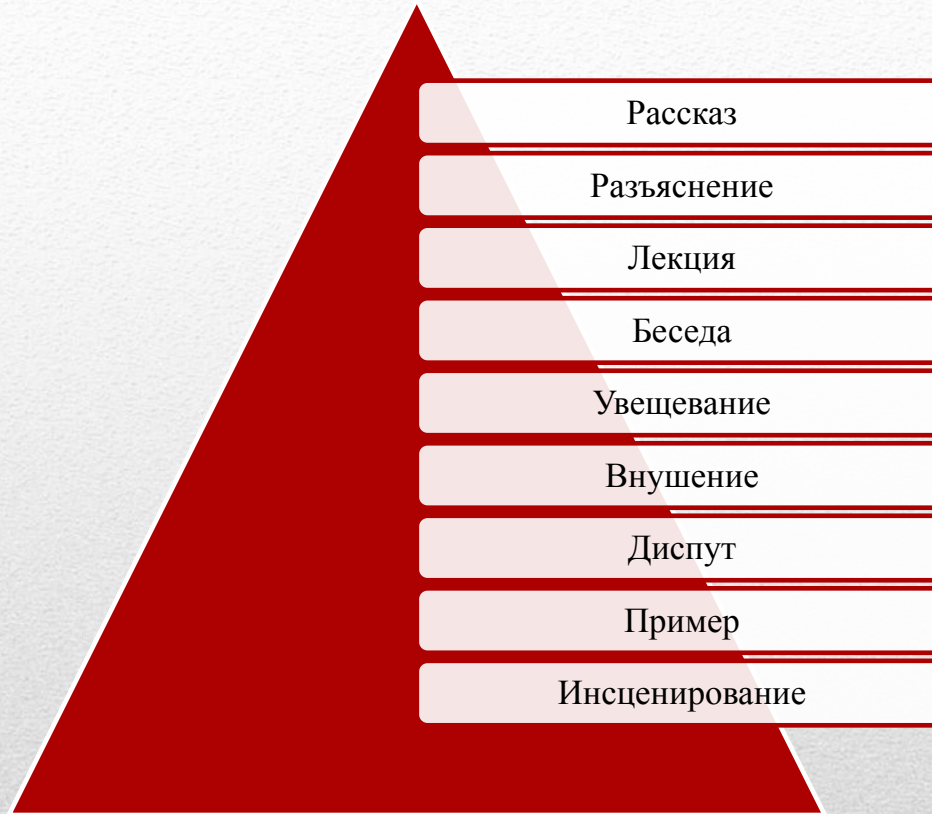 Рассказ
Разъяснение
Лекция
Беседа
Увещевание
Внушение
Диспут
Пример
Инсценирование